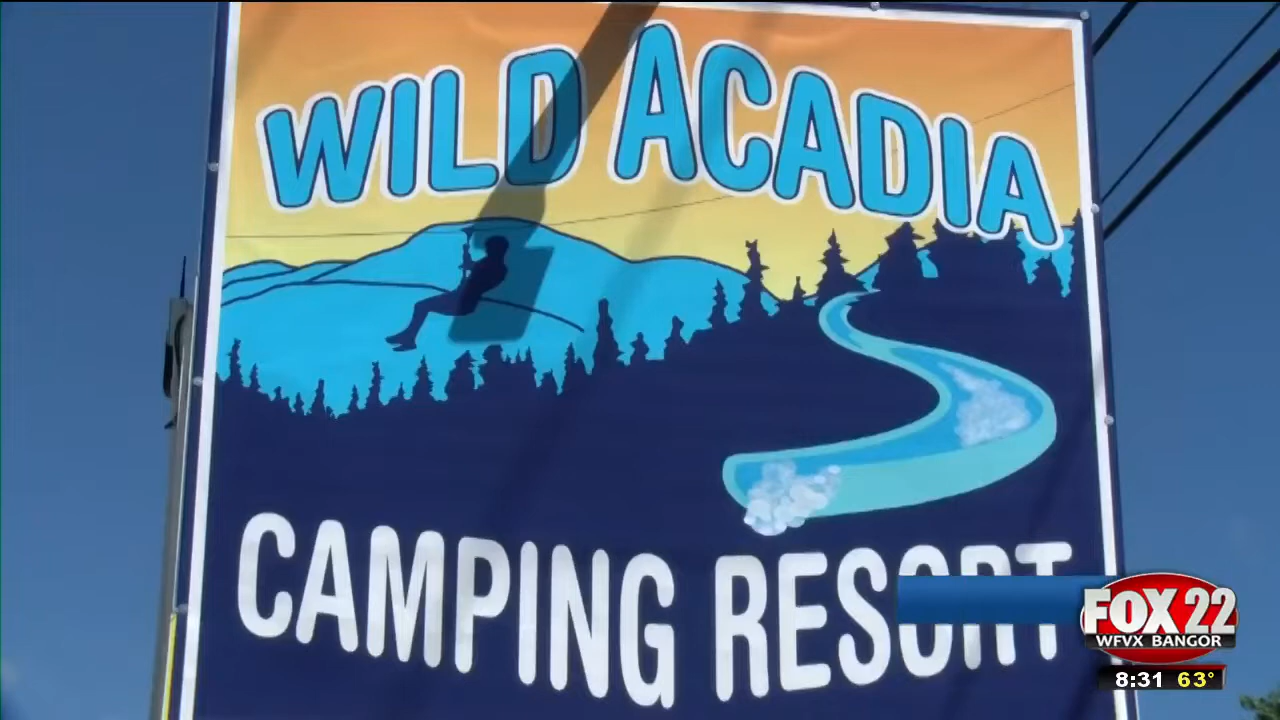 WILD ACADIA
CAMPING RESORT
FOX 22
WFVX BANGOR
8:31 63°